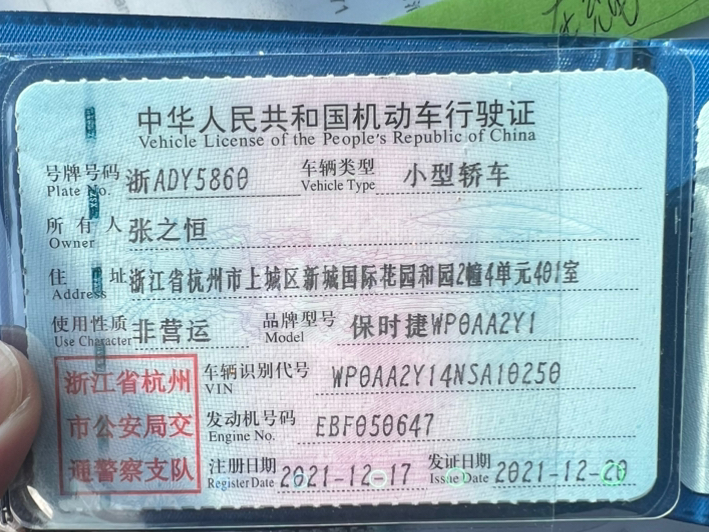 中华人民共和国机动车行驶证
Vehicle License of the People's Republic of China
号牌号码 浙ADY5860 车辆类型 小型轿车
Plate No. Vehicle Type
所有人 张之恒
Owner
住址 浙江省杭州市上城区新城国际花园和园2幢4单元401室
Address
使用性质 非营运 品牌型号 保时捷WP0AA2Y1
Use Character Model
车辆识别代号 WP0AA2Y14NSA10250
VIN
发动机号码 EBF050647
Engine No.
注册日期 2021-12-17 发证日期 2021-12-20
Register Date Issue Date
浙江省杭州
市公安局交
通警察支队